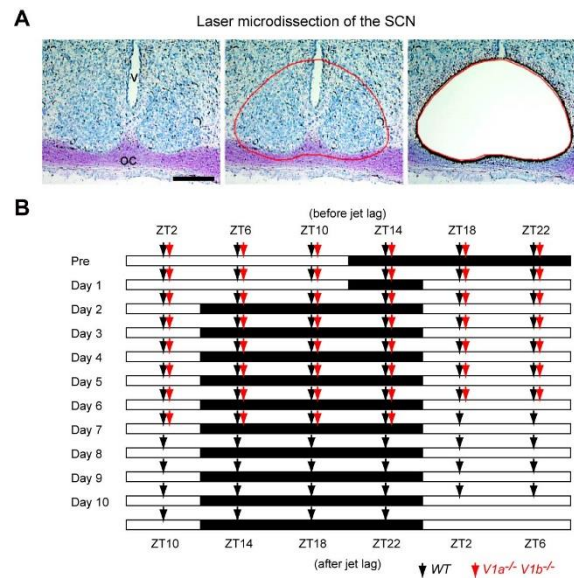 A
Laser microdissection of the SCN
V
OC
B
(before jet lag)
ZT2 ZT6 ZT10 ZT14 ZT18 ZT22
Pre
Day 1
Day 2
Day 3
Day 4
Day 5
Day 6
Day 7
Day 8
Day 9
Day 10
ZT10 ZT14 ZT18 ZT22 ZT2 ZT6
(after jet lag)
WT V1a-/- V1b-/-